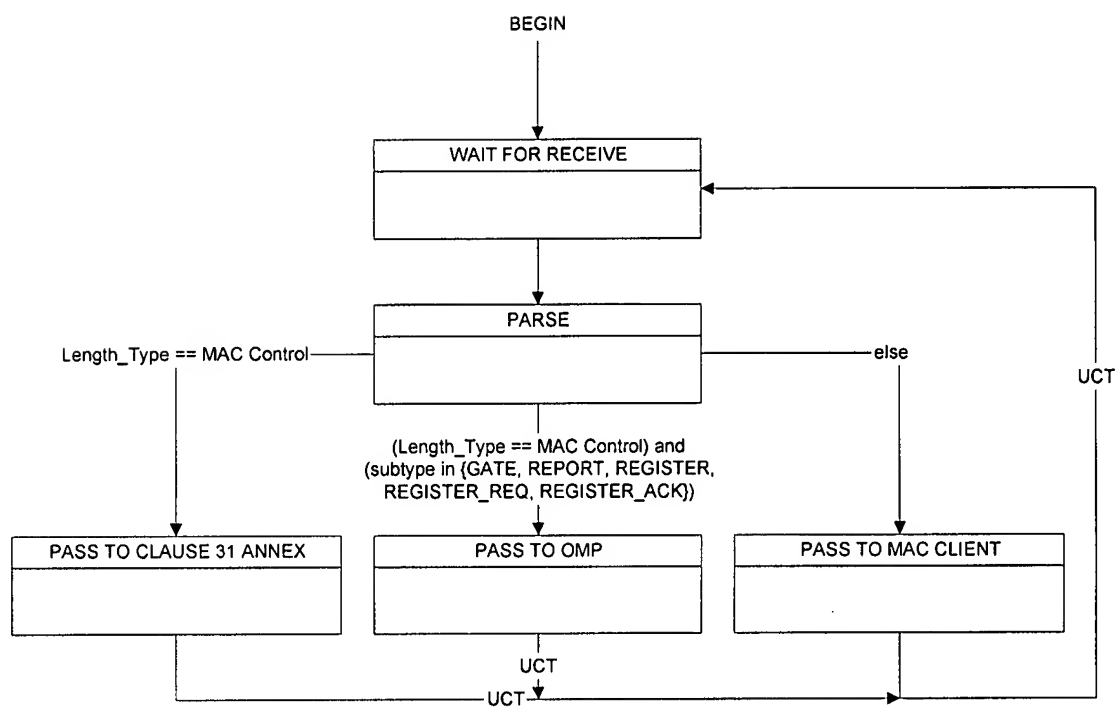 BEGIN
WAIT FOR RECEIVE
PARSE
Length_Type == MAC Control
else
UCT
(Length_Type == MAC Control) and
(subtype in {GATE, REPORT, REGISTER,
REGISTER_REQ, REGISTER_ACK})
PASS TO CLAUSE 31 ANNEX
PASS TO OMP
PASS TO MAC CLIENT
UCT
UCT